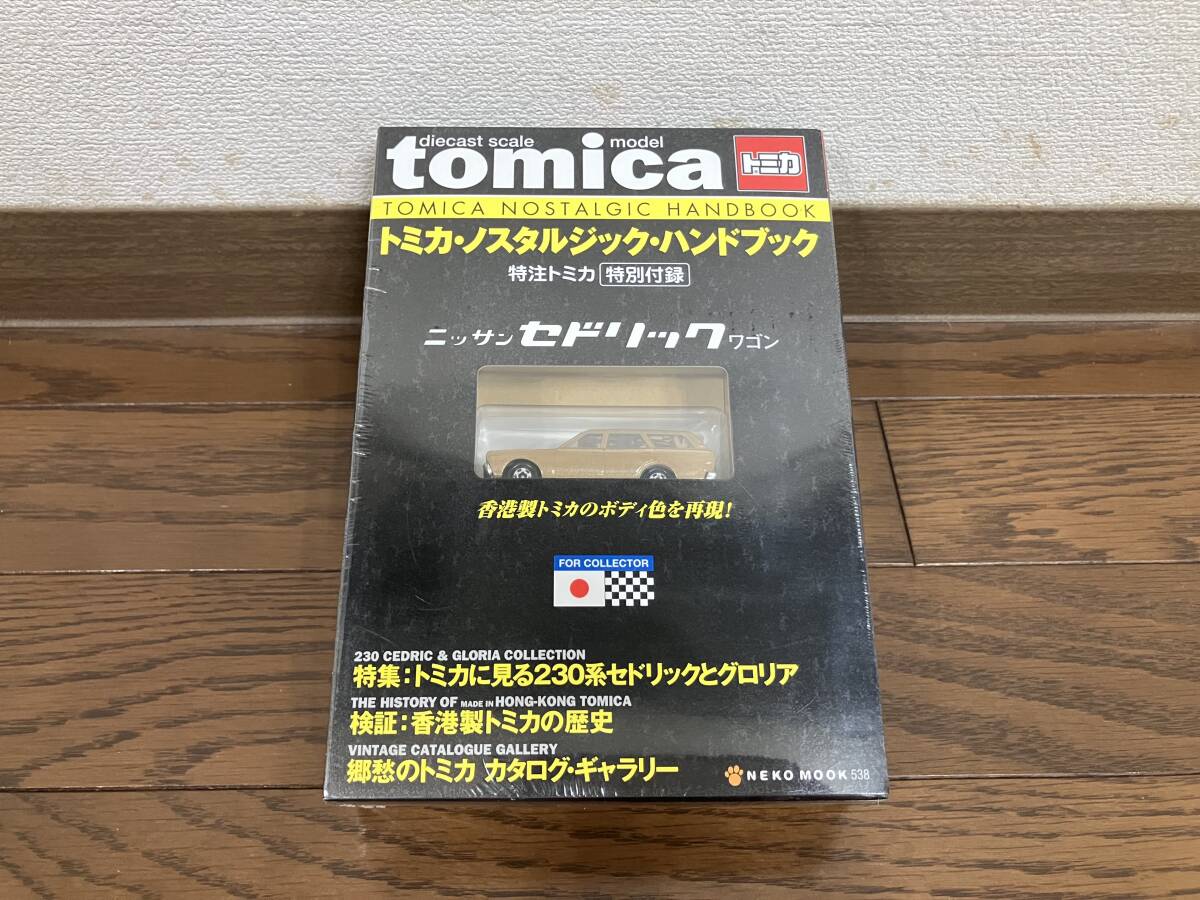 diecast scale model
tomica
トミカ
TOMICA NOSTALGIC HANDBOOK
トミカ・ノスタルジック・ハンドブック
特注トミカ 特別付録
ニッサン セドリック ワゴン
香港製トミカのボディ色を再現!
FOR COLLECTOR
230 CEDRIC & GLORIA COLLECTION
特集:トミカに見る230系セドリックとグロリア
THE HISTORY OF MADE IN HONG-KONG TOMICA
検証:香港製トミカの歴史
VINTAGE CATALOGUE GALLERY
郷愁のトミカ カタログ・ギャラリー
NEKO MOOK 538